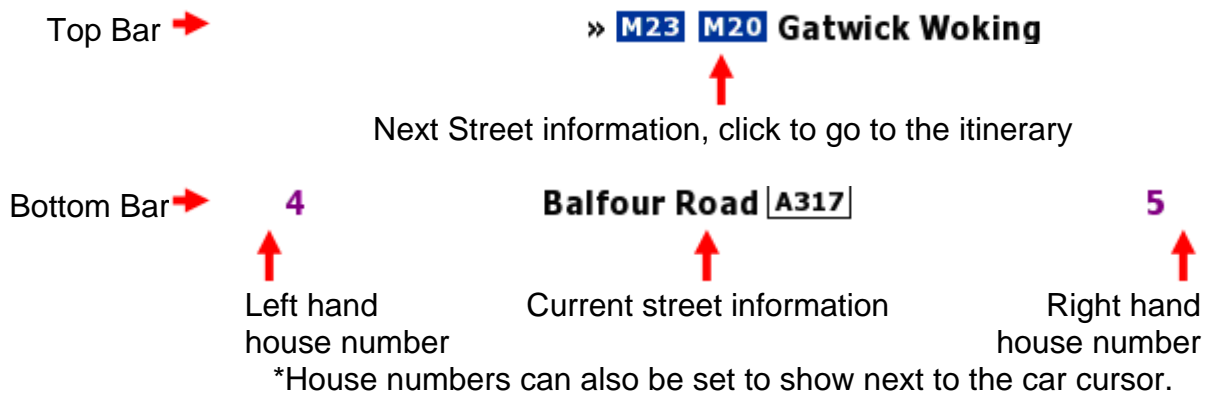 Top Bar » M23 M20 Gatwick Woking
Next Street information, click to go to the itinerary
Bottom Bar 4 Balfour Road A317 5
Left hand Current street information Right hand
house number house number
*House numbers can also be set to show next to the car cursor.